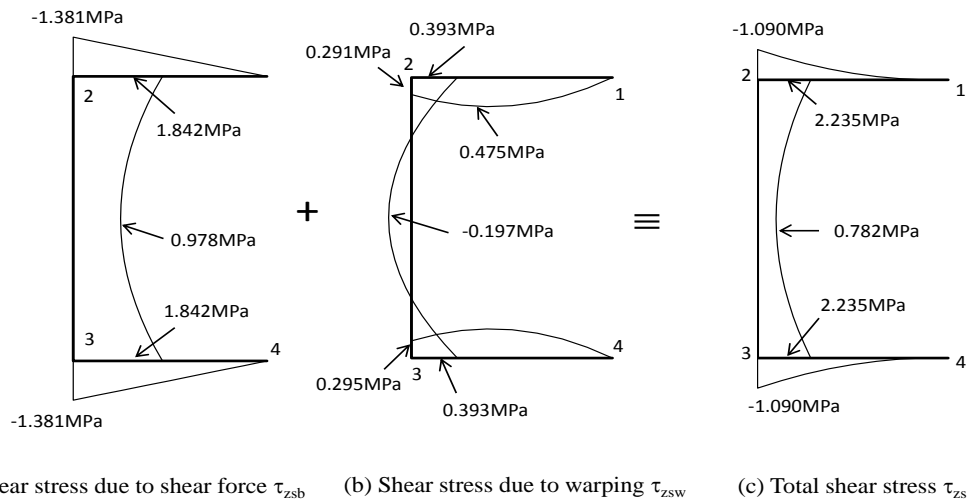 -1.381MPa
2
1.842MPa
0.978MPa
1.842MPa
3
4
-1.381MPa
+
0.291MPa
0.393MPa
2
1
0.475MPa
-0.197MPa
4
0.295MPa
3
0.393MPa
≡
-1.090MPa
2
1
2.235MPa
0.782MPa
2.235MPa
3
4
-1.090MPa
ear stress due to shear force τzsb
(b) Shear stress due to warping τzsw
(c) Total shear stress τzs